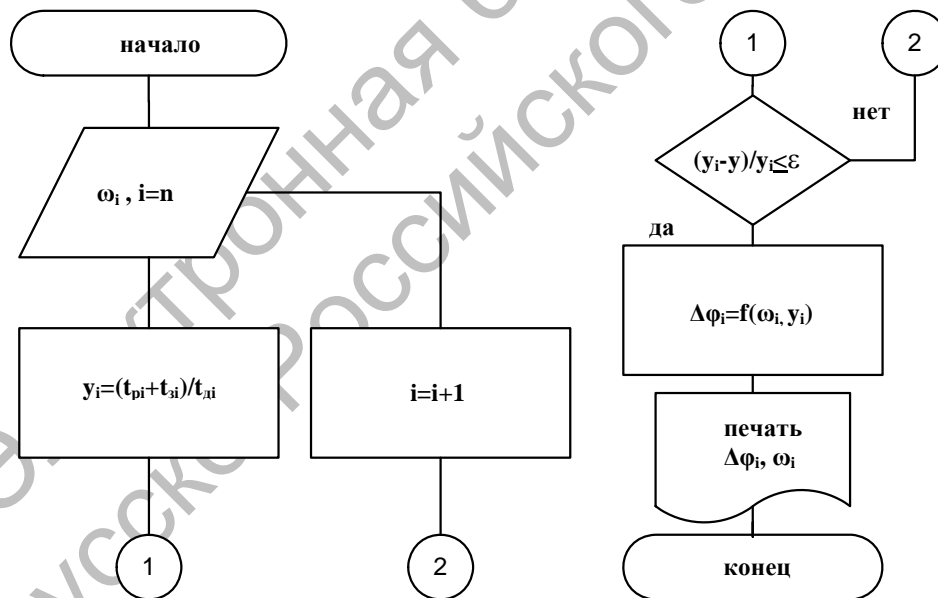 начало
ωᵢ , i=n
yᵢ=(tₚᵢ+t₃ᵢ)/tдᵢ
i=i+1
1
2
1
2
нет
(yᵢ-y)/yᵢ≤ε
да
Δφᵢ=f(ωᵢ, yᵢ)
печать
Δφᵢ, ωᵢ
конец